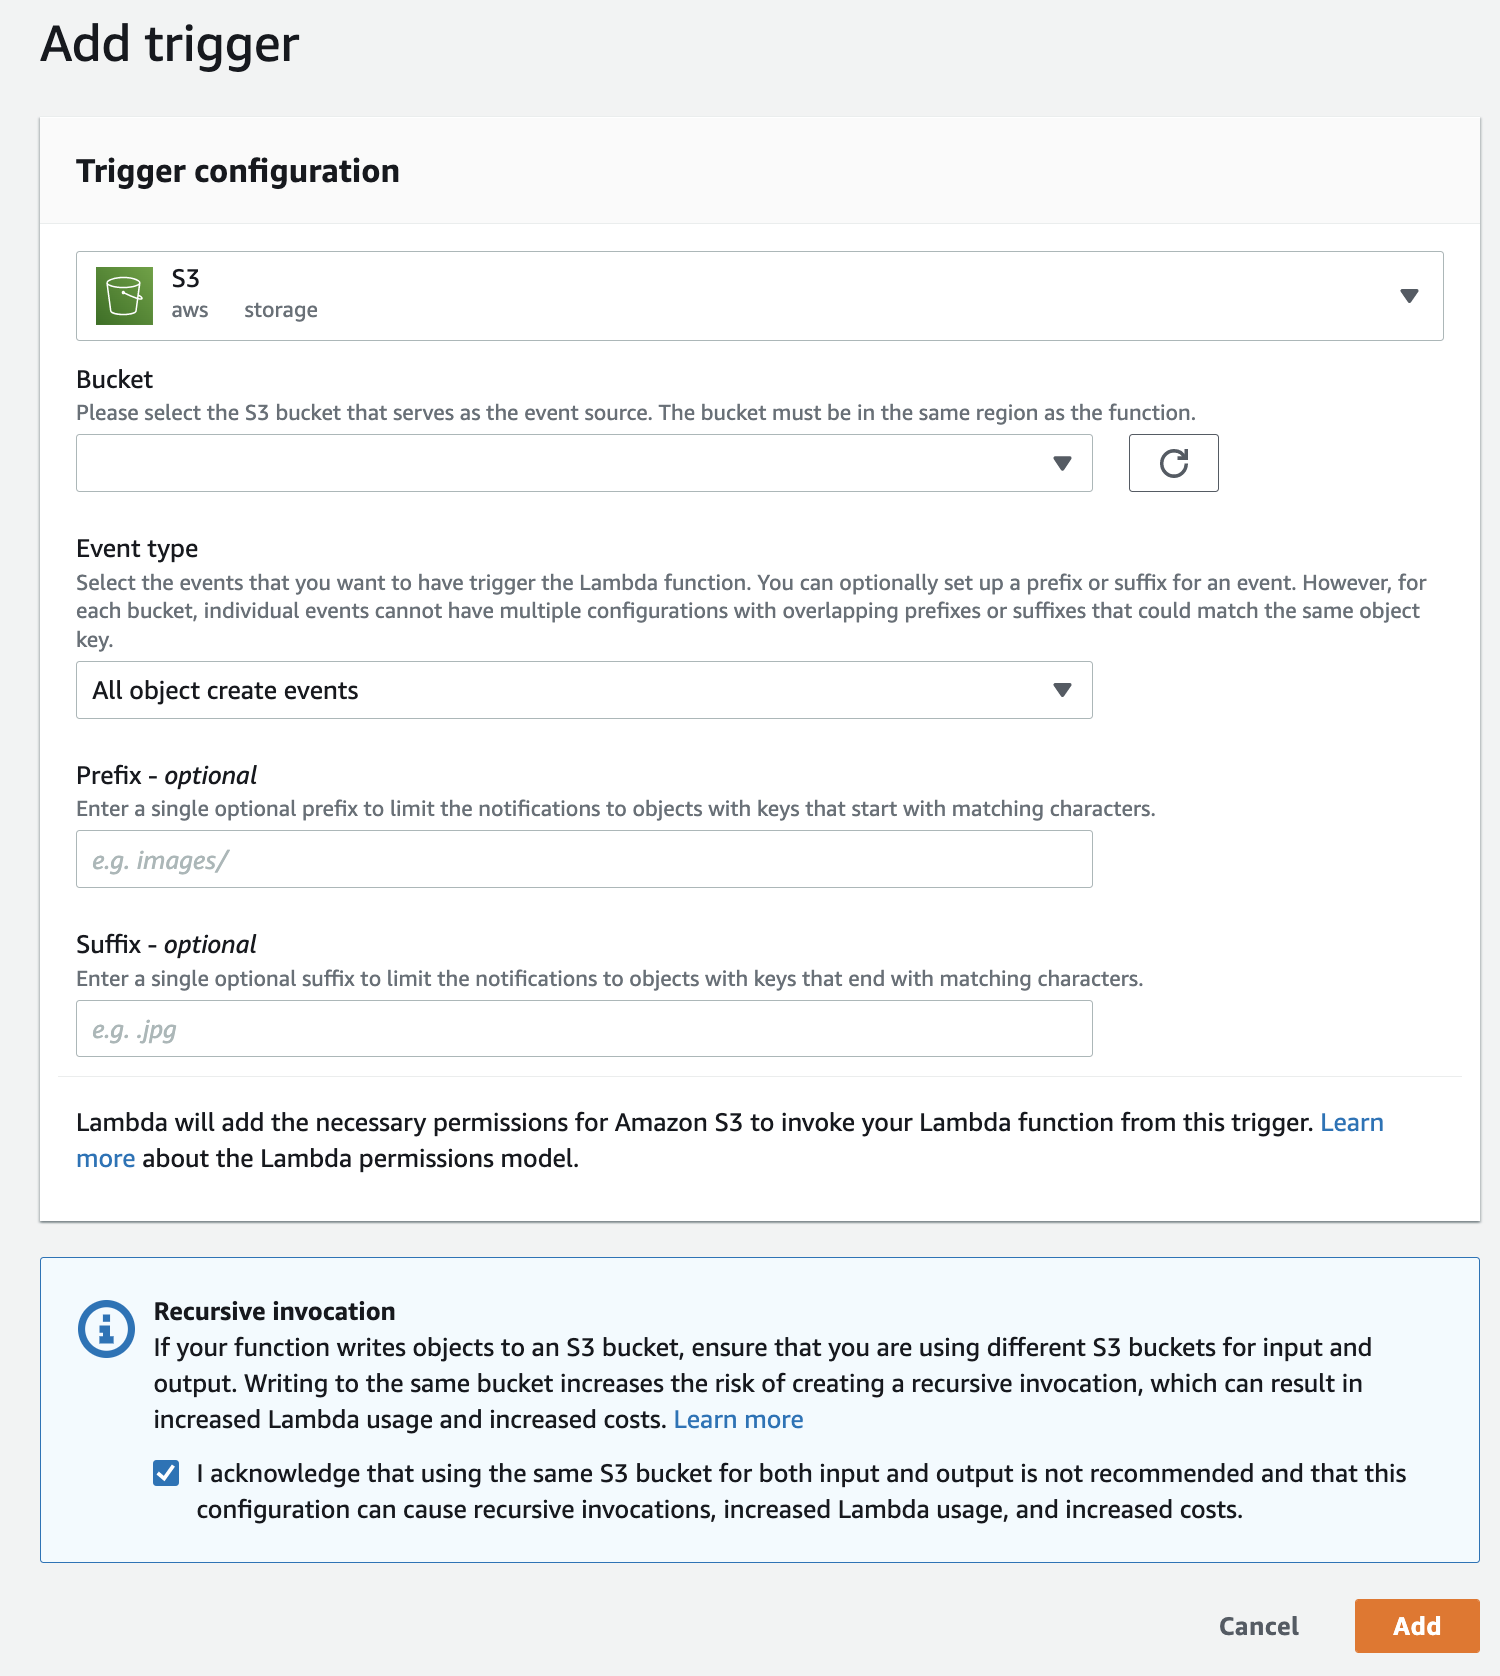 Add trigger
Trigger configuration
S3
aws storage
Bucket
Please select the S3 bucket that serves as the event source. The bucket must be in the same region as the function.
Event type
Select the events that you want to have trigger the Lambda function. You can optionally set up a prefix or suffix for an event. However, for
each bucket, individual events cannot have multiple configurations with overlapping prefixes or suffixes that could match the same object
key.
All object create events
Prefix - optional
Enter a single optional prefix to limit the notifications to objects with keys that start with matching characters.
e.g. images/
Suffix - optional
Enter a single optional suffix to limit the notifications to objects with keys that end with matching characters.
e.g. .jpg
Lambda will add the necessary permissions for Amazon S3 to invoke your Lambda function from this trigger. Learn
more about the Lambda permissions model.
Recursive invocation
If your function writes objects to an S3 bucket, ensure that you are using different S3 buckets for input and
output. Writing to the same bucket increases the risk of creating a recursive invocation, which can result in
increased Lambda usage and increased costs. Learn more
I acknowledge that using the same S3 bucket for both input and output is not recommended and that this
configuration can cause recursive invocations, increased Lambda usage, and increased costs.
Cancel Add